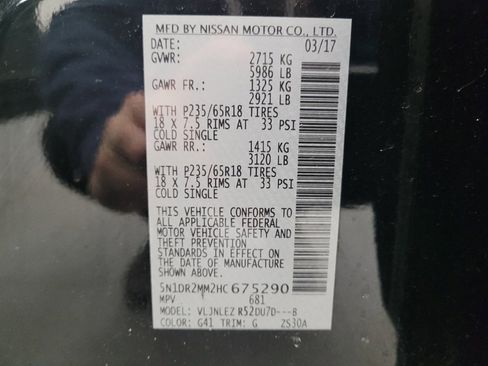 MFD BY NISSAN MOTOR CO., LTD.
DATE: 03/17
GVWR: 2715 KG
5986 LB
GAWR FR.: 1325 KG
2921 LB
WITH P235/65R18 TIRES
18 X 7.5 RIMS AT 33 PSI
COLD SINGLE
GAWR RR.: 1415 KG
3120 LB
WITH P235/65R18 TIRES
18 X 7.5 RIMS AT 33 PSI
COLD SINGLE
THIS VEHICLE CONFORMS TO
ALL APPLICABLE FEDERAL
MOTOR VEHICLE SAFETY AND
THEFT PREVENTION
STANDARDS IN EFFECT ON
THE DATE OF MANUFACTURE
SHOWN ABOVE.
5N1DR2MM2HC 675290
MPV 681
MODEL: VLJNLEZ R52DU7D---B
COLOR: G41 TRIM: G ZS30A